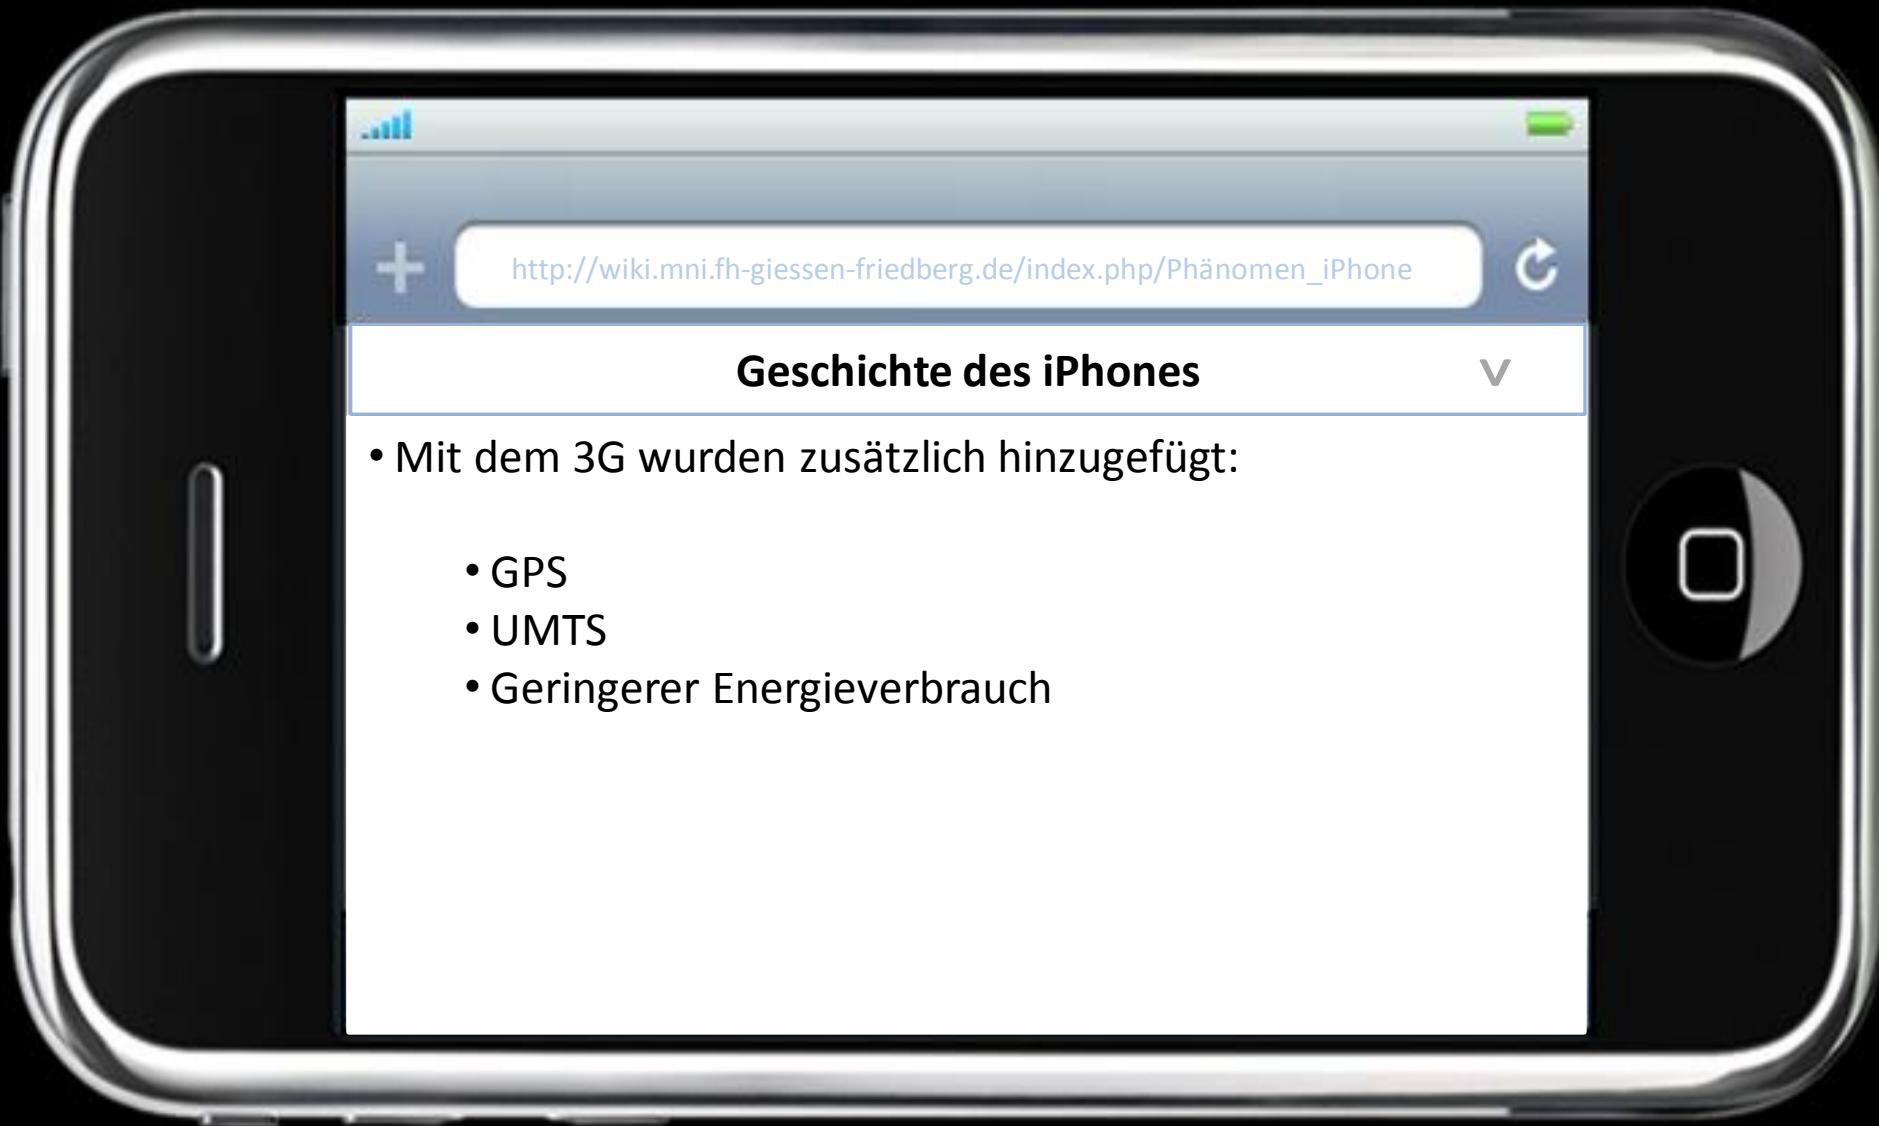 http://wiki.mni.fh-giessen-friedberg.de/index.php/Phänomen_iPhone
Geschichte des iPhones V
• Mit dem 3G wurden zusätzlich hinzugefügt:
• GPS
• UMTS
• Geringerer Energieverbrauch